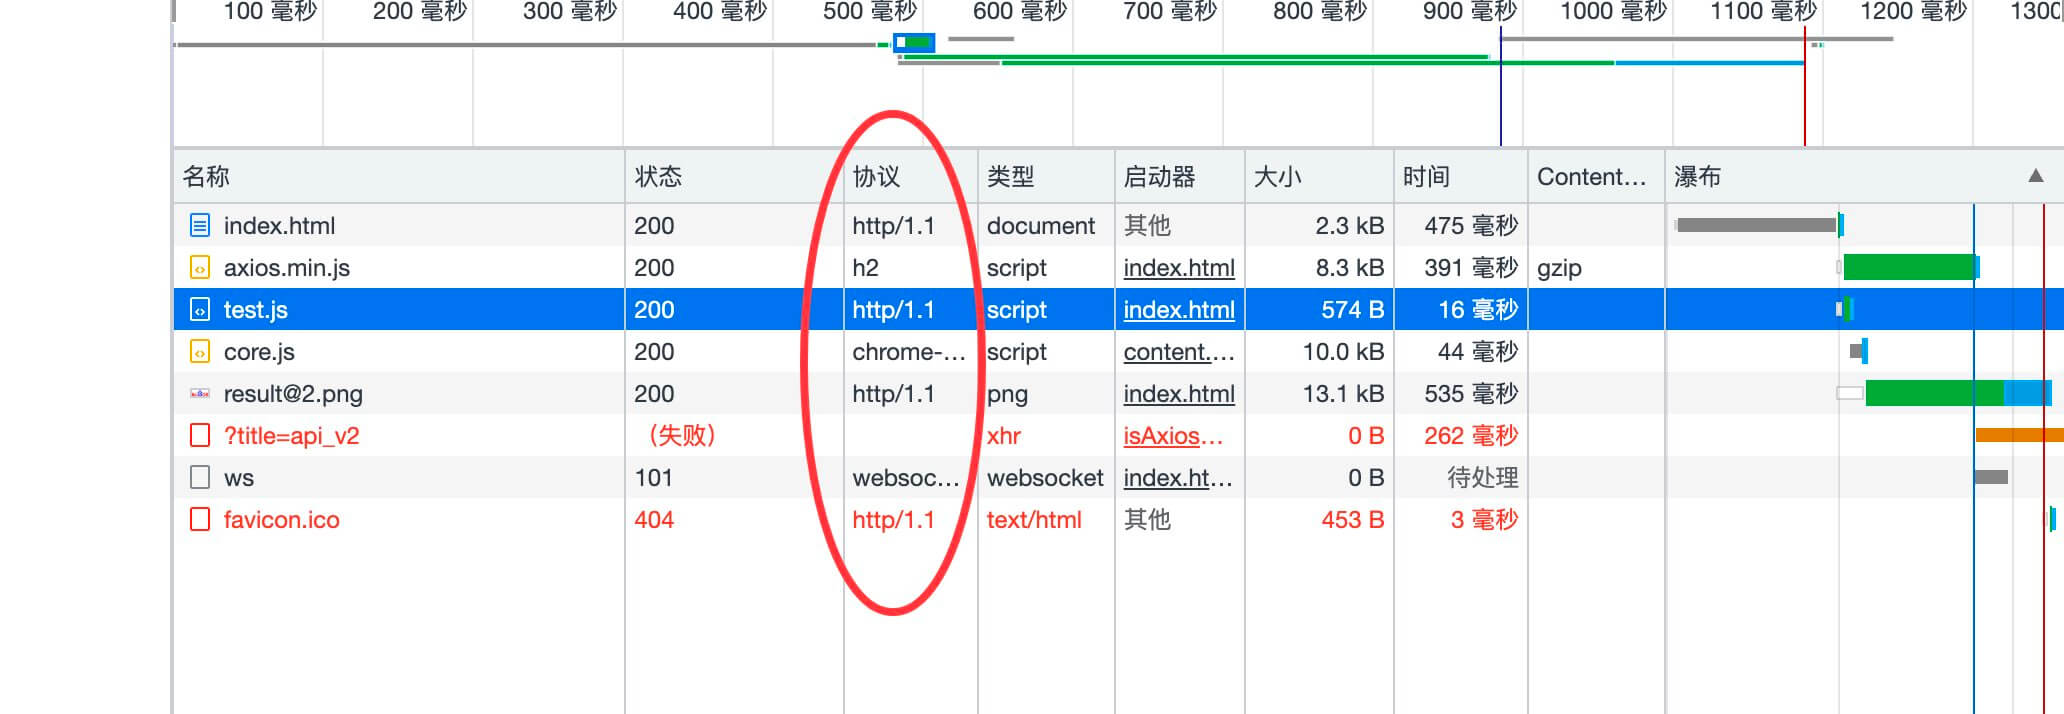 100 毫秒 200 毫秒 300 毫秒 400 毫秒 500 毫秒 600 毫秒 700 毫秒 800 毫秒 900 毫秒 1000 毫秒 1100 毫秒 1200 毫秒 1300
名称 状态 协议 类型 启动器 大小 时间 Content... 瀑布 ▲
index.html 200 http/1.1 document 其他 2.3 kB 475 毫秒
axios.min.js 200 h2 script index.html 8.3 kB 391 毫秒 gzip
test.js 200 http/1.1 script index.html 574 B 16 毫秒
core.js 200 chrome-... script content.... 10.0 kB 44 毫秒
result@2.png 200 http/1.1 png index.html 13.1 kB 535 毫秒
?title=api_v2 （失败） xhr isAxios... 0 B 262 毫秒
ws 101 websoc... websocket index.ht... 0 B 待处理
favicon.ico 404 http/1.1 text/html 其他 453 B 3 毫秒